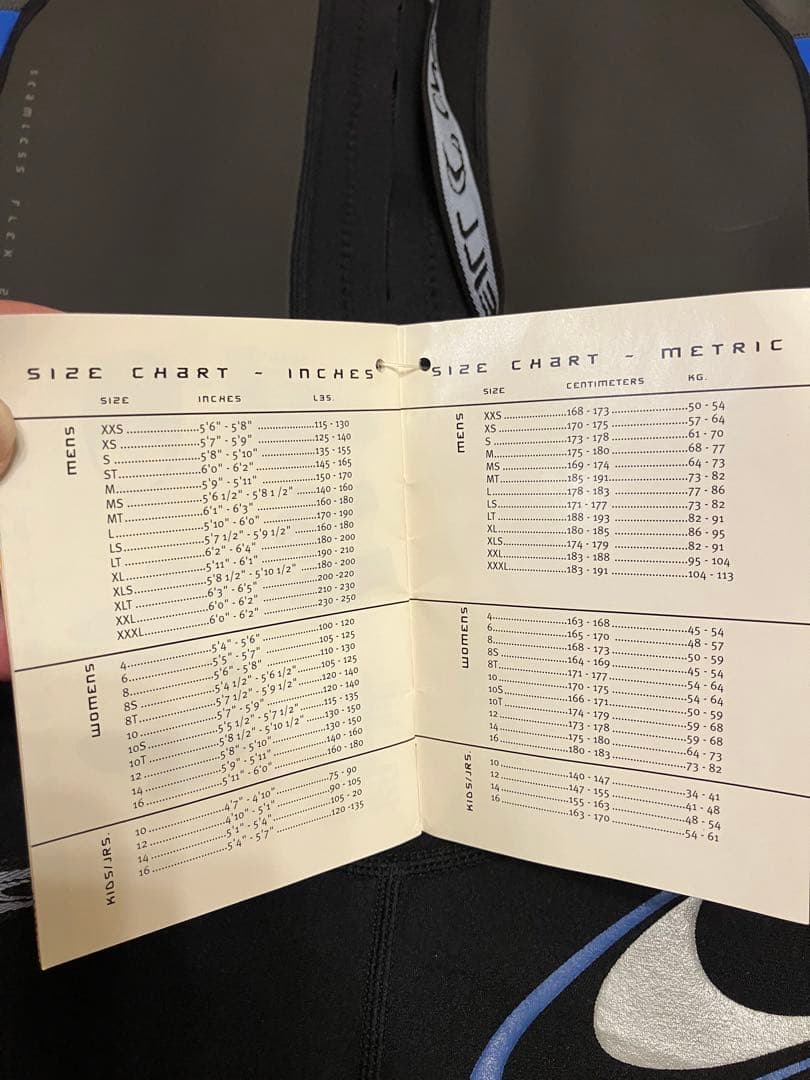 SEAMLESS FLEX
SIZE CHART - INCHES
SIZE INCHES LBS.
MENS
XXS ........ 5'6" - 5'8" ........ 115 - 130
XS ........ 5'7" - 5'9" ........ 125 - 140
S ........ 5'8" - 5'10" ........ 135 - 155
ST ........ 6'0" - 6'2" ........ 145 - 165
M ........ 5'9" - 5'11" ........ 150 - 170
MS ........ 5'6 1/2" - 5'8 1/2" ........ 140 - 160
MT ........ 6'1" - 6'3" ........ 160 - 180
L ........ 5'10" - 6'0" ........ 170 - 190
LS ........ 5'7 1/2" - 5'9 1/2" ........ 160 - 180
LT ........ 6'2" - 6'4" ........ 180 - 200
XL ........ 5'11" - 6'1" ........ 190 - 210
XLS ........ 5'8 1/2" - 5'10 1/2" ........ 180 - 200
XLT ........ 6'3" - 6'5" ........ 200 -220
XXL ........ 6'0" - 6'2" ........ 210 - 230
XXXL ........ 6'0" - 6'2" ........ 230 - 250
WOMENS
4 ........ 5'4" - 5'6" ........ 100 - 120
6 ........ 5'5" - 5'7" ........ 105 - 125
8 ........ 5'6" - 5'8" ........ 110 - 130
8S ........ 5'4 1/2" - 5'6 1/2" ........ 105 - 125
8T ........ 5'7 1/2" - 5'9 1/2" ........ 120 - 140
10 ........ 5'7" - 5'9" ........ 120 - 140
10S ........ 5'5 1/2" - 5'7 1/2" ........ 115 - 135
10T ........ 5'8 1/2" - 5'10 1/2" ........ 130 - 150
12 ........ 5'8" - 5'10" ........ 130 - 150
14 ........ 5'9" - 5'11" ........ 140 - 160
16 ........ 5'11" - 6'0" ........ 160 - 180
KIDS/JRS.
10 ........ 4'7" - 4'10" ........ 75 - 90
12 ........ 4'10" - 5'1" ........ 90 - 105
14 ........ 5'1" - 5'4" ........ 105 - 20
16 ........ 5'4" - 5'7" ........ 120 -135
SIZE CHART - METRIC
SIZE CENTIMETERS KG.
MENS
XXS ........ 168 - 173 ........ 50 - 54
XS ........ 170 - 175 ........ 57 - 64
S ........ 173 - 178 ........ 61 - 70
M ........ 175 - 180 ........ 68 - 77
MS ........ 169 - 174 ........ 64 - 73
MT ........ 185 - 191 ........ 73 - 82
L ........ 178 - 183 ........ 77 - 86
LS ........ 171 - 177 ........ 73 - 82
LT ........ 188 - 193 ........ 82 - 91
XL ........ 180 - 185 ........ 86 - 95
XLS ........ 174 - 179 ........ 82 - 91
XXL ........ 183 - 188 ........ 95 - 104
XXXL ........ 183 - 191 ........ 104 - 113
WOMENS
4 ........ 163 - 168 ........ 45 - 54
6 ........ 165 - 170 ........ 48 - 57
8 ........ 168 - 173 ........ 50 - 59
8S ........ 164 - 169 ........ 45 - 54
8T ........ 171 - 177 ........ 54 - 64
10 ........ 170 - 175 ........ 54 - 64
10S ........ 166 - 171 ........ 50 - 59
10T ........ 174 - 179 ........ 59 - 68
12 ........ 173 - 178 ........ 59 - 68
14 ........ 175 - 180 ........ 64 - 73
16 ........ 180 - 183 ........ 73 - 82
KIDS/JRS.
10 ........ 140 - 147 ........ 34 - 41
12 ........ 147 - 155 ........ 41 - 48
14 ........ 155 - 163 ........ 48 - 54
16 ........ 163 - 170 ........ 54 - 61